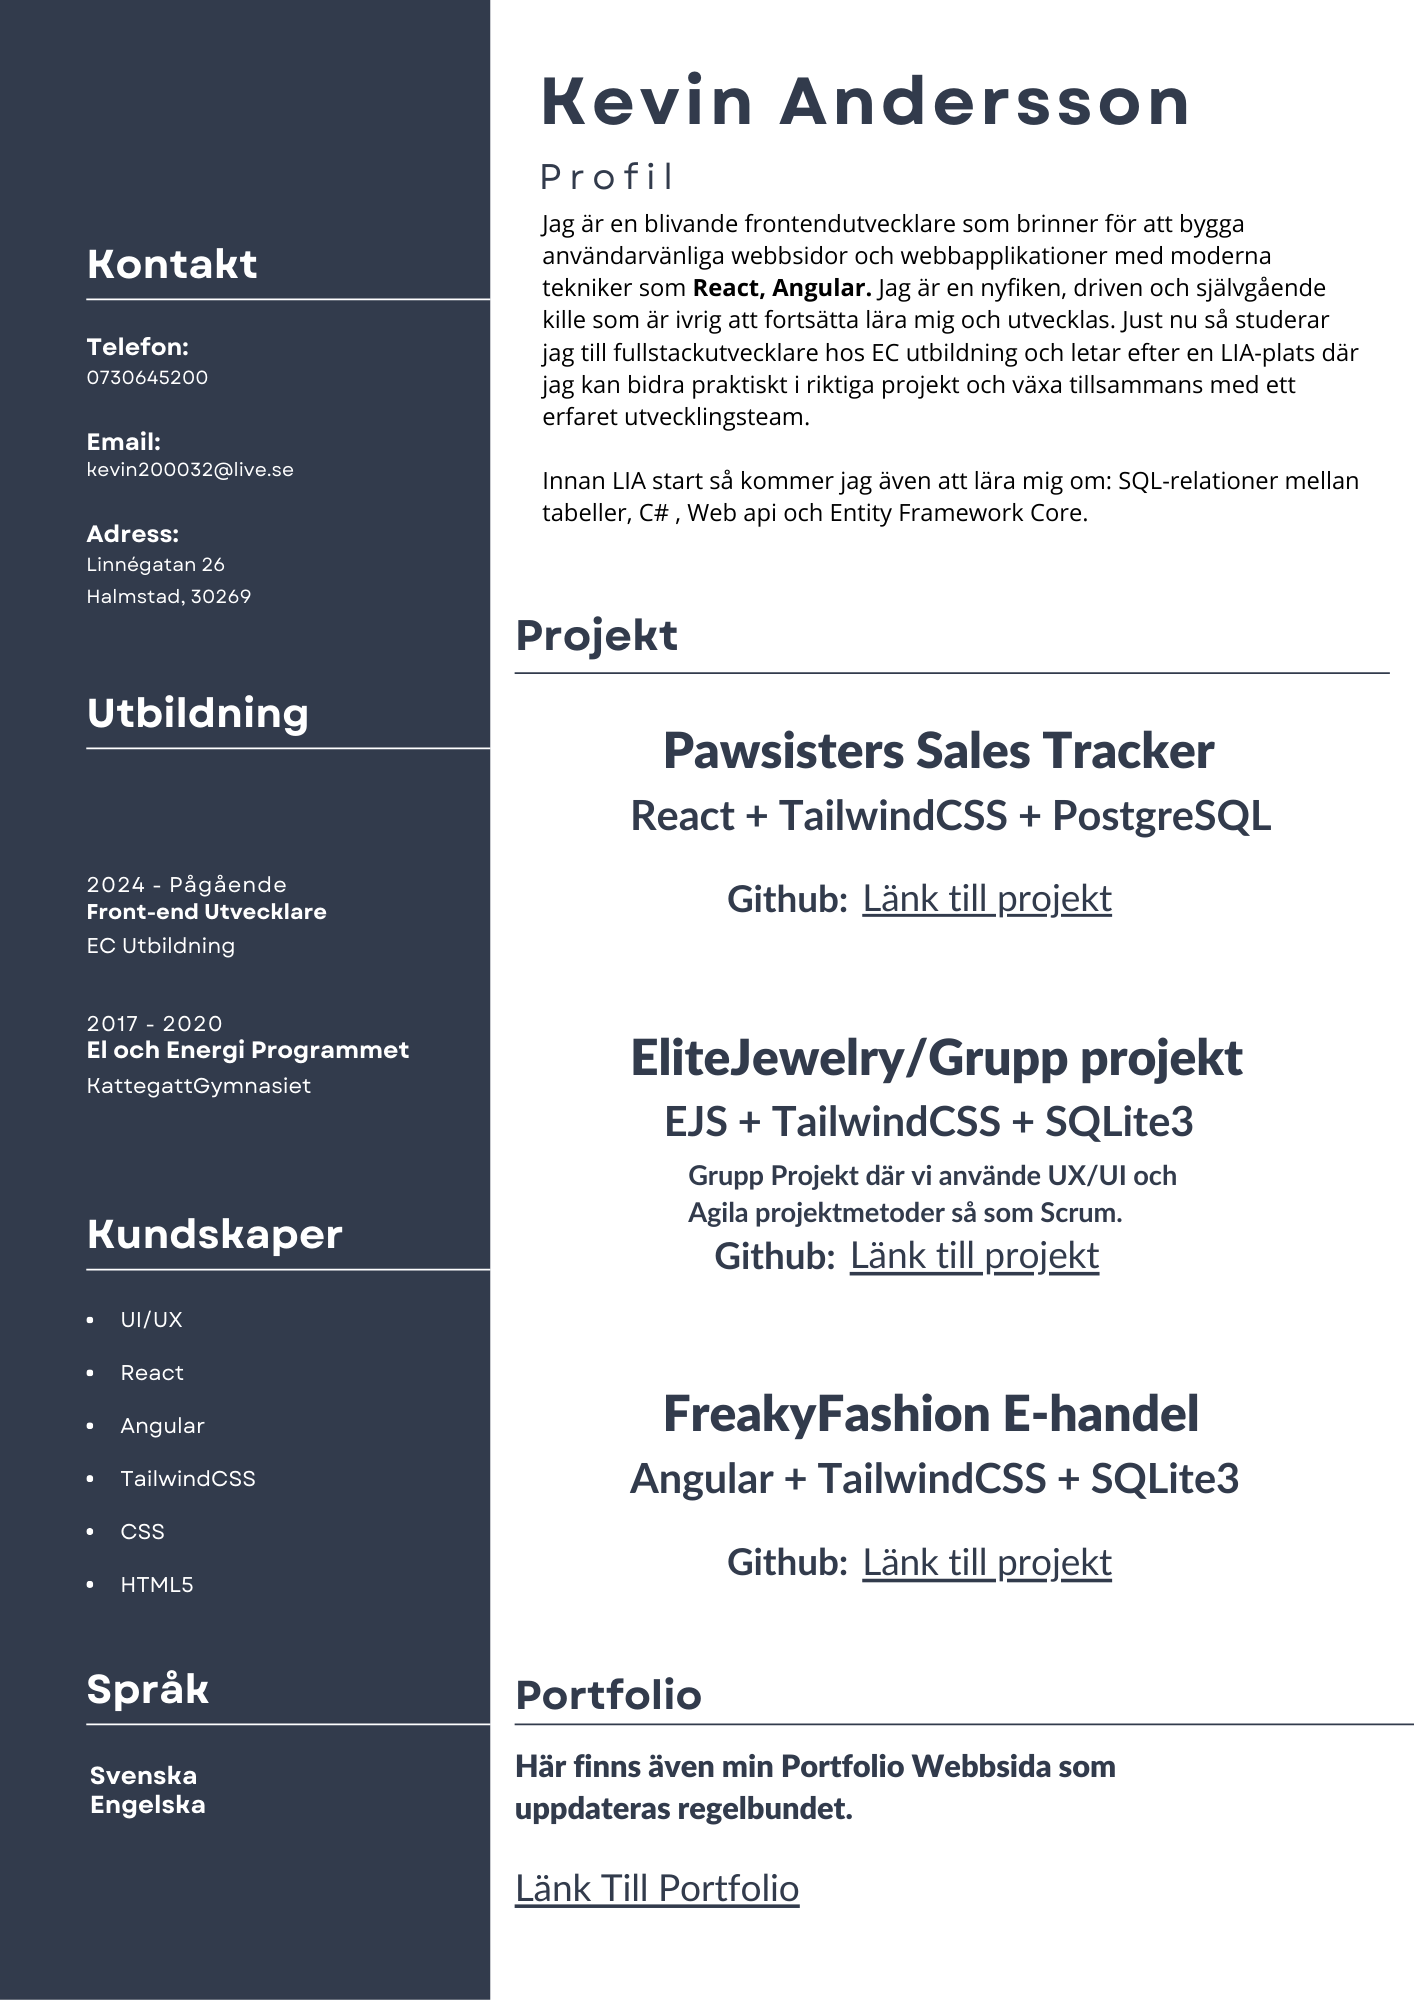 Kevin Andersson
Profil
Jag är en blivande frontendutvecklare som brinner för att bygga
användarvänliga webbsidor och webbapplikationer med moderna
tekniker som React, Angular. Jag är en nyfiken, driven och självgående
kille som är ivrig att fortsätta lära mig och utvecklas. Just nu så studerar
jag till fullstackutvecklare hos EC utbildning och letar efter en LIA-plats där
jag kan bidra praktiskt i riktiga projekt och växa tillsammans med ett
erfaret utvecklingsteam.
Innan LIA start så kommer jag även att lära mig om: SQL-relationer mellan
tabeller, C# , Web api och Entity Framework Core.
Kontakt
Telefon:
0730645200
Email:
kevin200032@live.se
Adress:
Linnégatan 26
Halmstad, 30269
Utbildning
2024 - Pågående
Front-end Utvecklare
EC Utbildning
2017 - 2020
El och Energi Programmet
KattegattGymnasiet
Kundskaper
• UI/UX
• React
• Angular
• TailwindCSS
• CSS
• HTML5
Språk
Svenska
Engelska
Projekt
Pawsisters Sales Tracker
React + TailwindCSS + PostgreSQL
Github: Länk till projekt
EliteJewelry/Grupp projekt
EJS + TailwindCSS + SQLite3
Grupp Projekt där vi använde UX/UI och
Agila projektmetoder så som Scrum.
Github: Länk till projekt
FreakyFashion E-handel
Angular + TailwindCSS + SQLite3
Github: Länk till projekt
Portfolio
Här finns även min Portfolio Webbsida som
uppdateras regelbundet.
Länk Till Portfolio